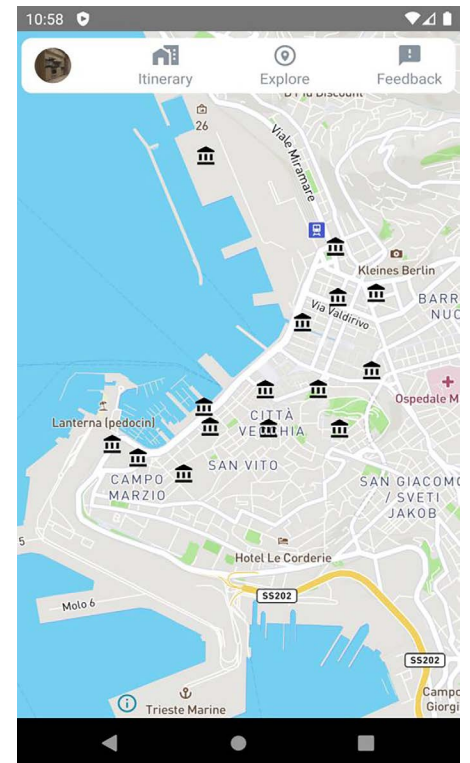 10:58
Itinerary
Explore
Feedback
26
Viale Miramare
Kleines Berlin
Via Valdirivo
BARR
NUO
Ospedale M
Lanterna (pedocin)
CITTÀ
VECCHIA
SAN VITO
CAMPO
MARZIO
SAN GIACOMO
/ SVETI
JAKOB
5
Hotel Le Corderie
SS202
Molo 6
SS202
Trieste Marine
Campo
Giorgi